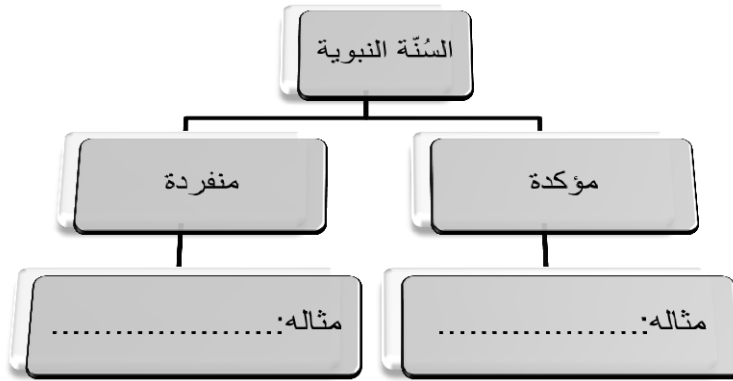 السُنّة النبوية
مؤكدة
منفردة
مثاله:....................
مثاله:......................